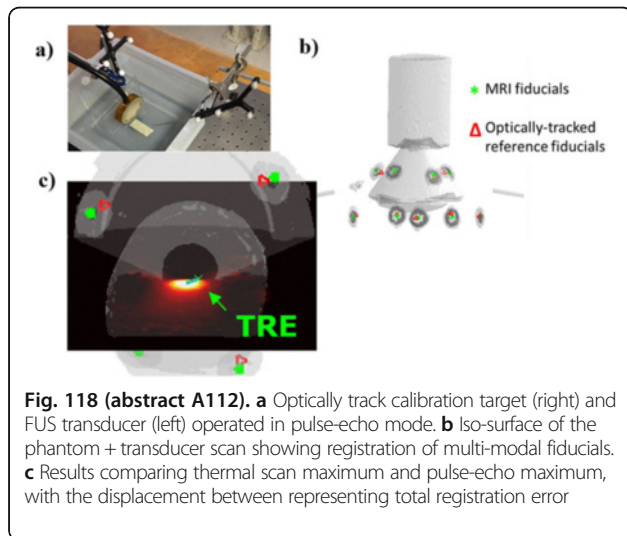 a)
b)
* MRI fiducials
Δ Optically-tracked
reference fiducials
c)
TRE
Fig. 118 (abstract A112). a Optically track calibration target (right) and
FUS transducer (left) operated in pulse-echo mode. b Iso-surface of the
phantom + transducer scan showing registration of multi-modal fiducials.
c Results comparing thermal scan maximum and pulse-echo maximum,
with the displacement between representing total registration error